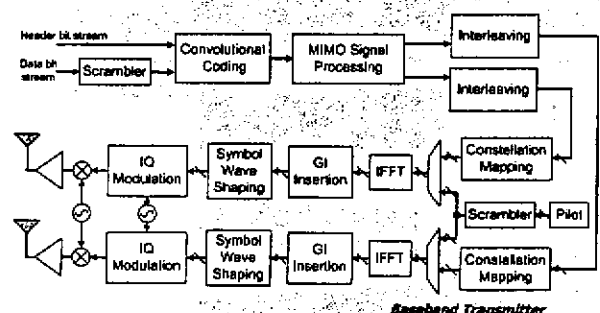 Header bit stream
Data bit
stream
Scrambler
Convolutional
Coding
MIMO Signal
Processing
Interleaving
Interleaving
IQ
Modulation
Symbol
Wave
Shaping
GI
Insertion
IFFT
Constellation
Mapping
Scrambler
Pilot
IQ
Modulation
Symbol
Wave
Shaping
GI
Insertion
IFFT
Constellation
Mapping
Baseband Transmitter